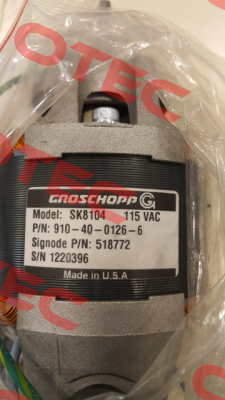 OTEC
GROSCHOPP G
Model: SK8104 115 VAC
P/N: 910-40-0126-6
Signode P/N: 518772
S/N 1220396
Made in U.S.A